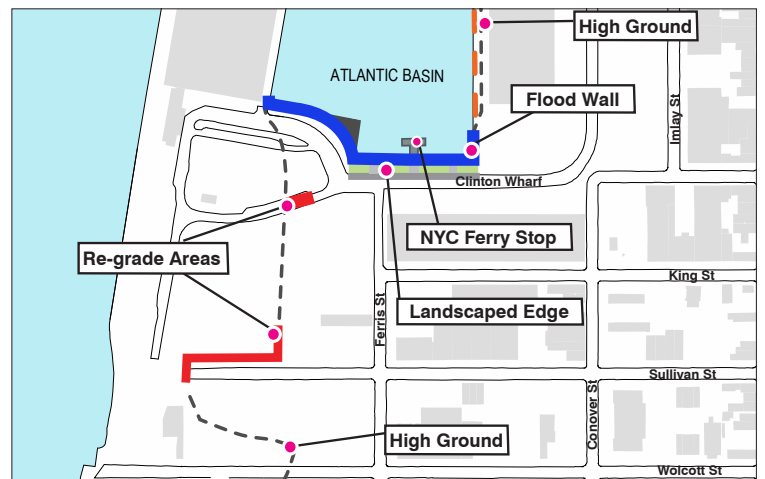 High Ground
ATLANTIC BASIN
Flood Wall
Imlay St
Clinton Wharf
NYC Ferry Stop
Re-grade Areas
King St
Landscaped Edge
Ferris St
Sullivan St
Conover St
High Ground
Wolcott St